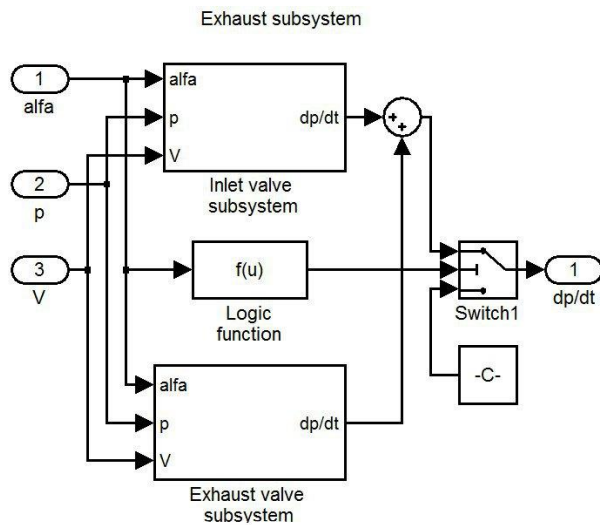 Exhaust subsystem
1
alfa
2
p
3
V
alfa
p
V
dp/dt
Inlet valve
subsystem
+
+
f(u)
Logic
function
Switch1
1
dp/dt
-C-
alfa
p
V
dp/dt
Exhaust valve
subsystem